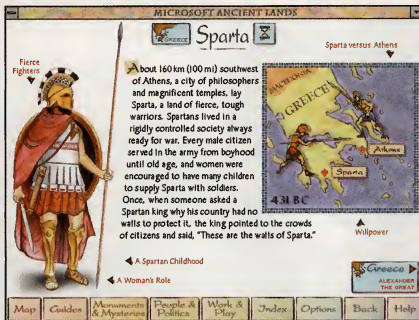 MICROSOFT ANCIENT LANDS
GREECE
Sparta
Sparta versus Athens
Fierce
Fighters
About 160 km (100 mi) southwest
of Athens, a city of philosophers
and magnificent temples, lay
Sparta, a land of fierce, tough
warriors. Spartans lived in a
rigidly controlled society always
ready for war. Every male citizen
served in the army from boyhood
until old age, and women were
encouraged to have many children
to supply Sparta with soldiers.
Once, when someone asked a
Spartan king why his country had no
walls to protect it, the king pointed to the crowds
of citizens and said, "These are the walls of Sparta."
MACEDONIA
GREECE
Athens
Sparta
431 BC
Willpower
A Spartan Childhood
A Woman's Role
Greece
ALEXANDER
THE GREAT
Map
Guides
Monuments
& Mysteries
People &
Politics
Work &
Play
Index
Options
Back
Help